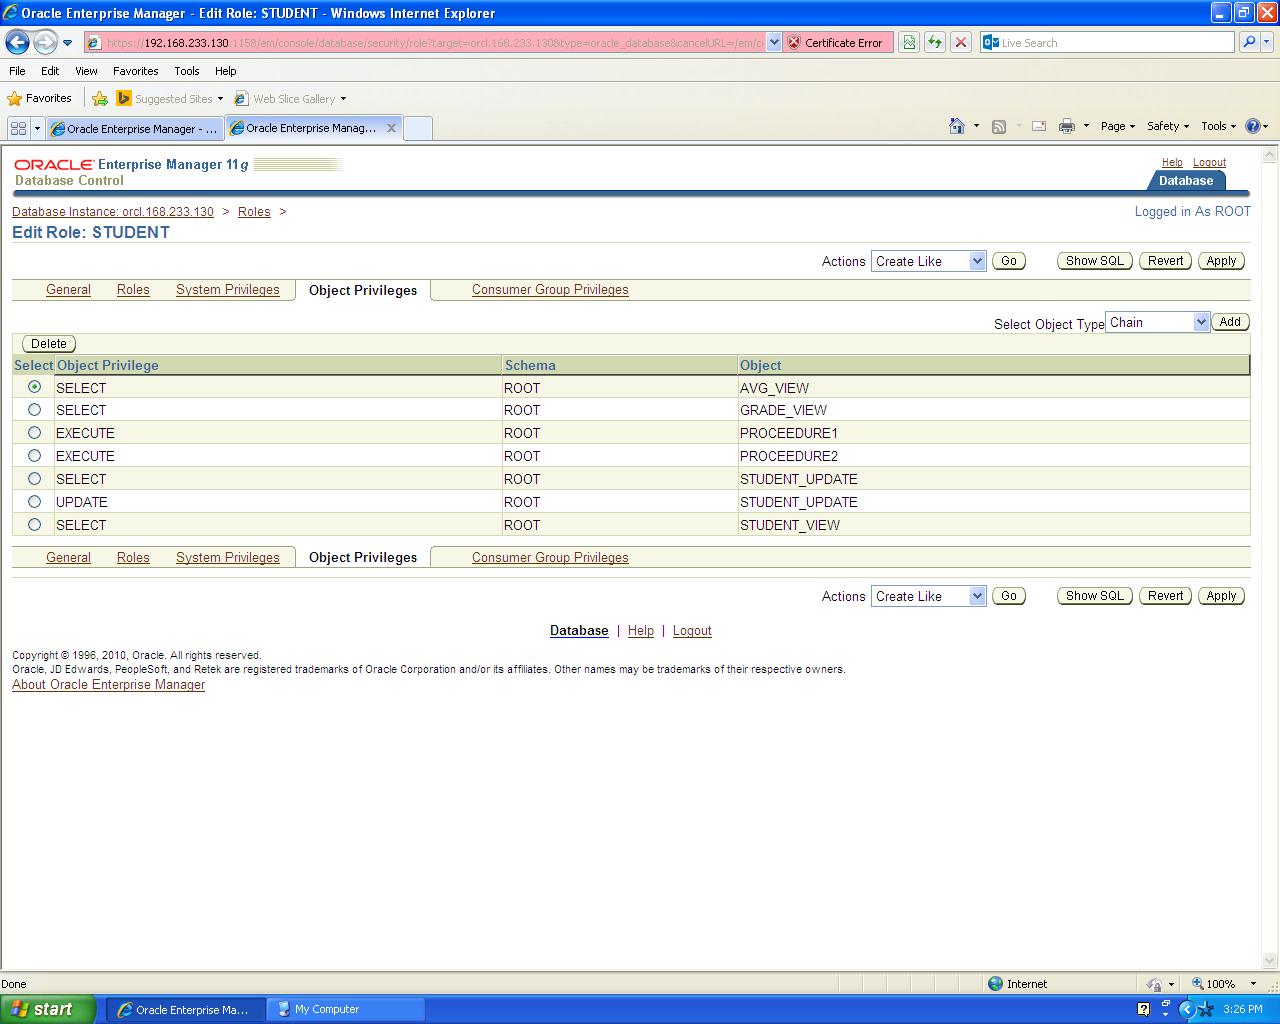 Oracle Enterprise Manager - Edit Role: STUDENT - Windows Internet Explorer
https://192.168.233.130:1158/em/console/database/security/role?target=orcl.168.233.130&type=oracle_database&cancelURL=/em/c
Certificate Error
Live Search
File Edit View Favorites Tools Help
Favorites Suggested Sites Web Slice Gallery
Oracle Enterprise Manager - ... Oracle Enterprise Manag... Page Safety Tools
ORACLE Enterprise Manager 11g
Database Control
Help Logout
Database
Database Instance: orcl.168.233.130 > Roles >
Logged in As ROOT
Edit Role: STUDENT
Actions Create Like Go Show SQL Revert Apply
General Roles System Privileges Object Privileges Consumer Group Privileges
Select Object Type Chain Add
Delete
Select Object Privilege Schema Object
SELECT ROOT AVG_VIEW
SELECT ROOT GRADE_VIEW
EXECUTE ROOT PROCEEDURE1
EXECUTE ROOT PROCEEDURE2
SELECT ROOT STUDENT_UPDATE
UPDATE ROOT STUDENT_UPDATE
SELECT ROOT STUDENT_VIEW
General Roles System Privileges Object Privileges Consumer Group Privileges
Actions Create Like Go Show SQL Revert Apply
Database | Help | Logout
Copyright © 1996, 2010, Oracle. All rights reserved.
Oracle, JD Edwards, PeopleSoft, and Retek are registered trademarks of Oracle Corporation and/or its affiliates. Other names may be trademarks of their respective owners.
About Oracle Enterprise Manager
Done Internet 100%
start Oracle Enterprise Ma... My Computer 3:26 PM